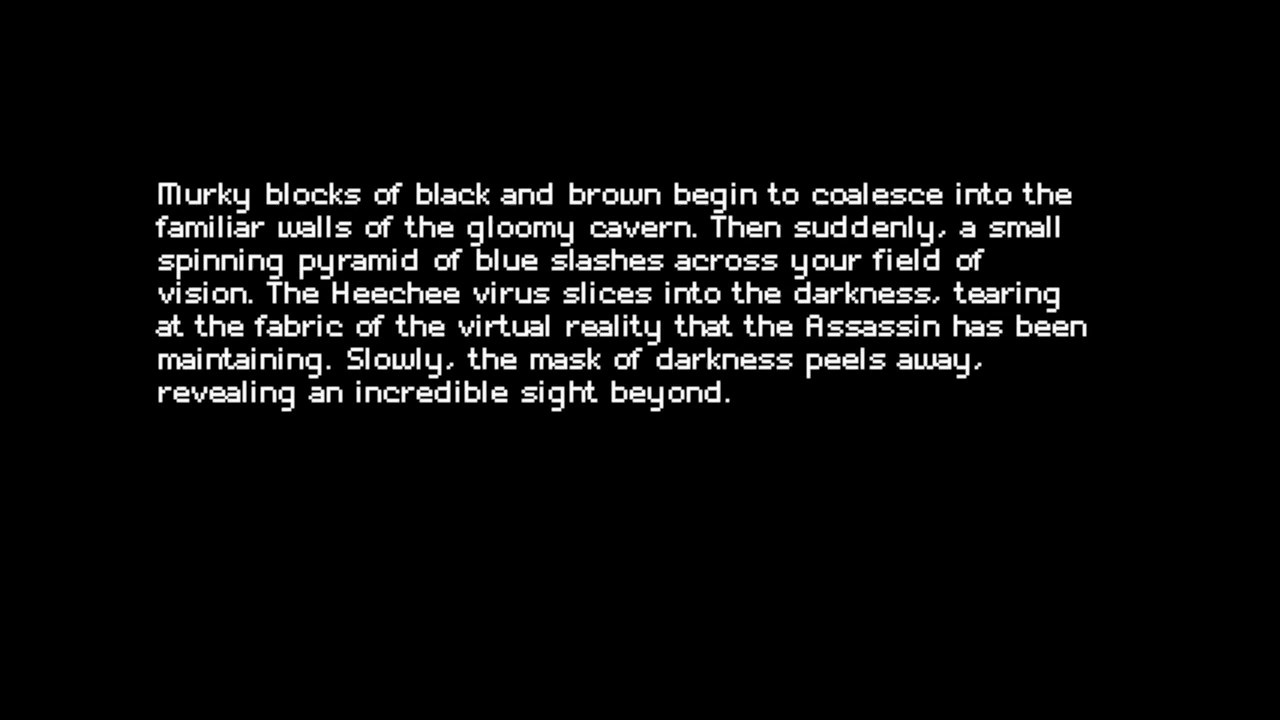 Murky blocks of black and brown begin to coalesce into the
familiar walls of the gloomy cavern. Then suddenly, a small
spinning pyramid of blue slashes across your field of
vision. The Heechee virus slices into the darkness, tearing
at the fabric of the virtual reality that the Assassin has been
maintaining. Slowly, the mask of darkness peels away,
revealing an incredible sight beyond.